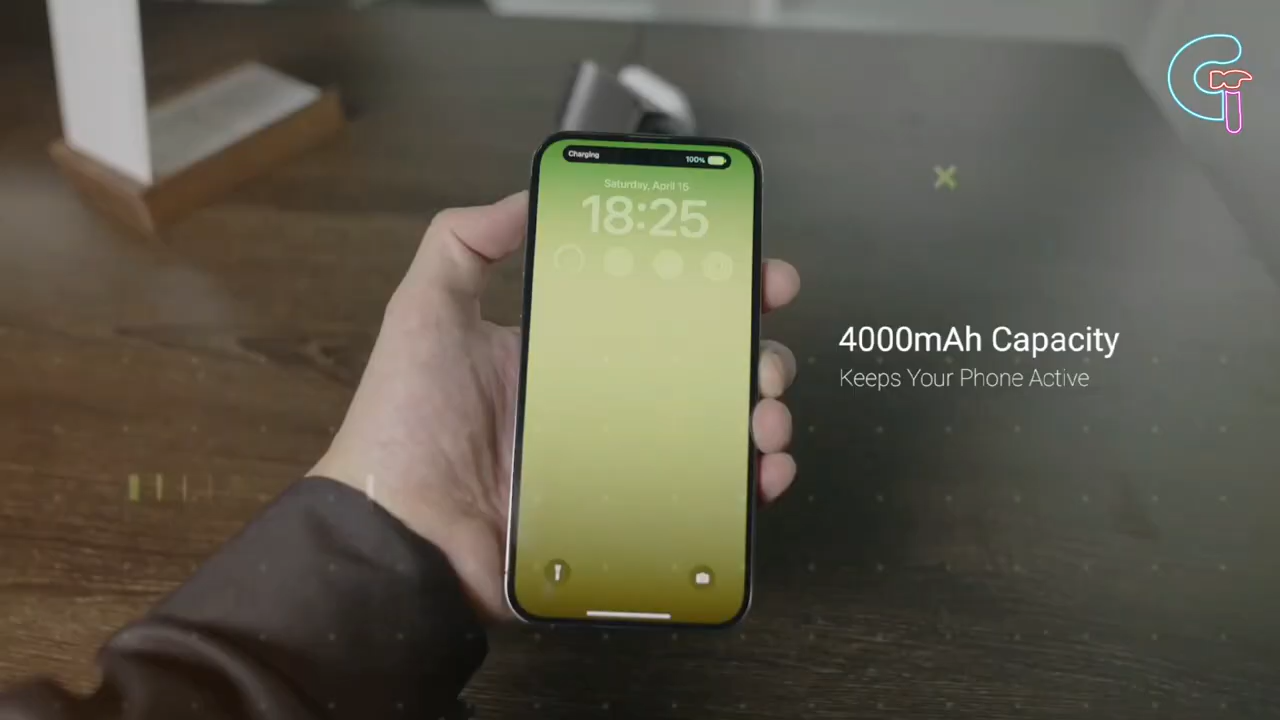 Charging 100%
Saturday, April 15
18:25
4000mAh Capacity
Keeps Your Phone Active